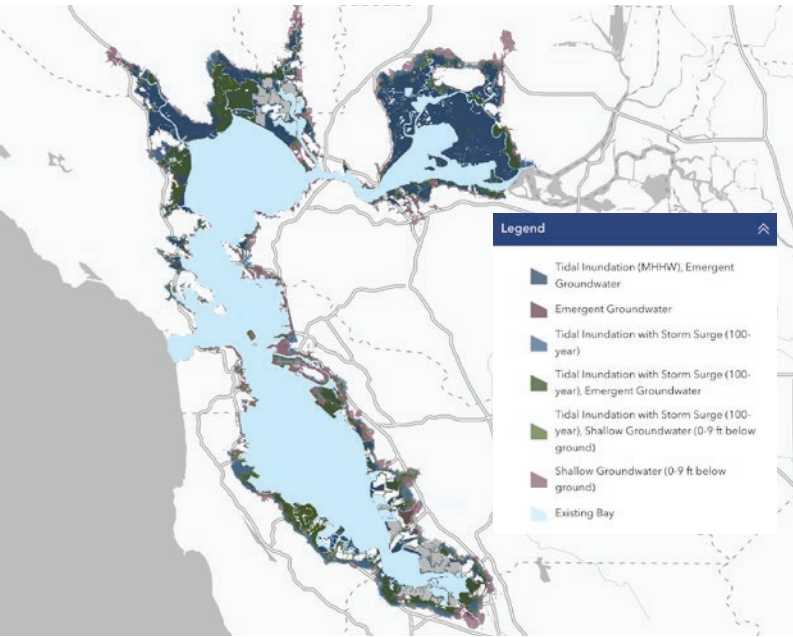 Legend
Tidal Inundation (MHHW), Emergent
Groundwater
Emergent Groundwater
Tidal Inundation with Storm Surge (100-
year)
Tidal Inundation with Storm Surge (100-
year), Emergent Groundwater
Tidal Inundation with Storm Surge (100-
year), Shallow Groundwater (0-9 ft below
ground)
Shallow Groundwater (0-9 ft below
ground)
Existing Bay